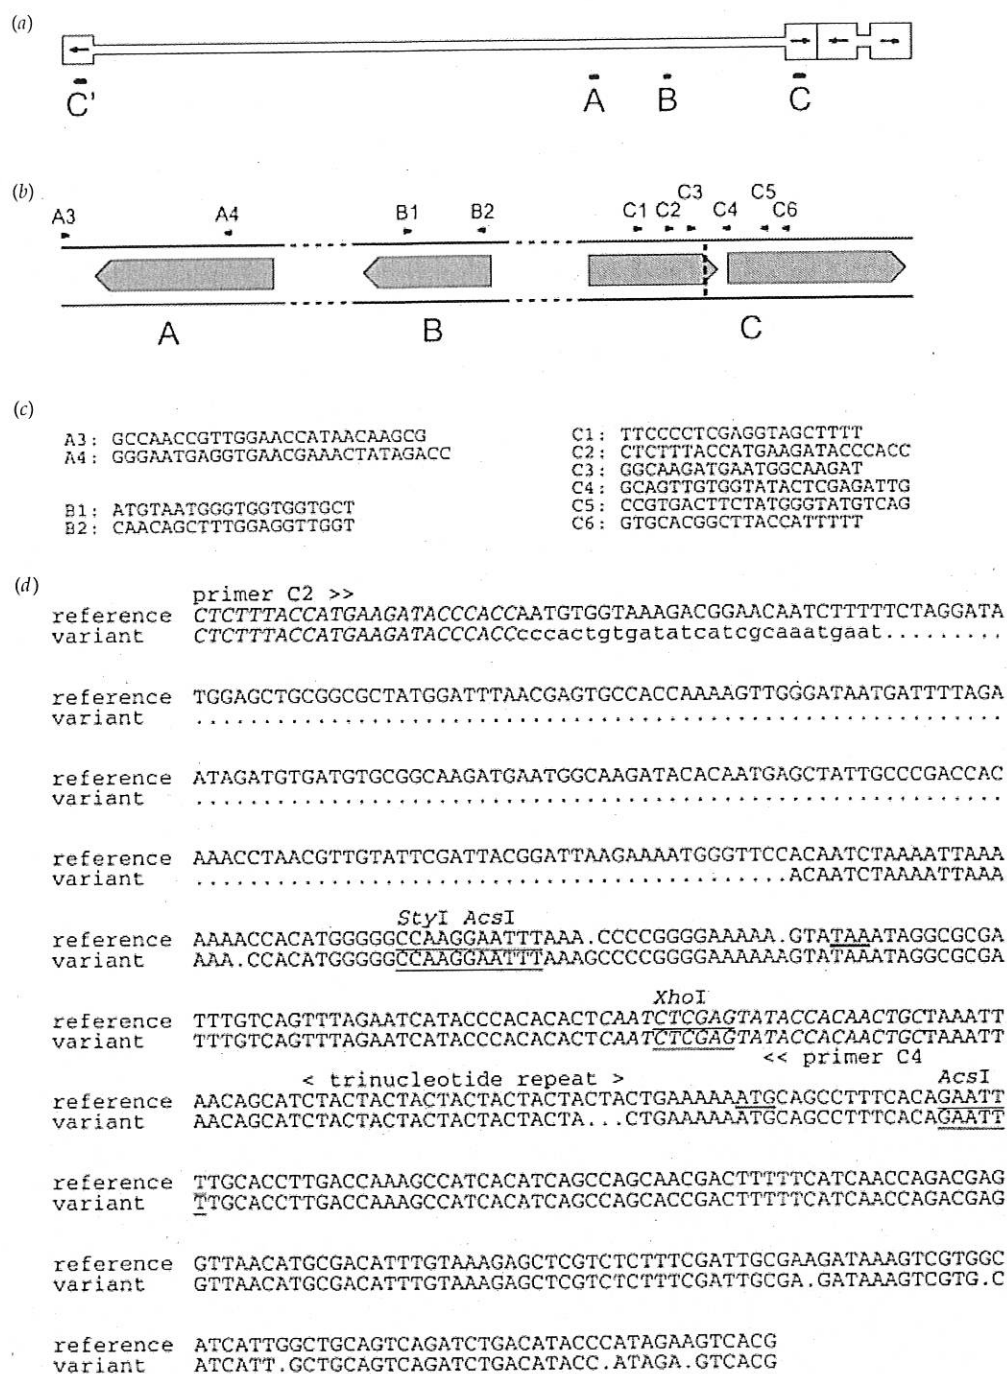 (a)
C'
A
B
C
(b)
A3 A4 B1 B2 C1 C2 C3 C4 C5 C6
A
B
C
(c)
A3: GCCAACCGTTGGAACCATAACAAGCG
A4: GGGAATGAGGTGAACGAAACTATAGACC
B1: ATGTAATGGGTGGTGGTGCT
B2: CAACAGCTTTGGAGGTTGGT
C1: TTCCCCTCGAGGTAGCTTTT
C2: CTCTTTACCATGAAGATACCCACC
C3: GGCAAGATGAATGGCAAGAT
C4: GCAGTTGTGGTATACTCGAGATTG
C5: CCGTGACTTCTATGGGTATGTCAG
C6: GTGCACGGCTTACCATTTTT
(d)
primer C2 >>
reference CTCTTTACCATGAAGATACCCACCAATGTGGTAAAGACGGAACAATCTTTTTCTAGGATA
variant CTCTTTACCATGAAGATACCCACCcccactgtgatatcatcgcaaatgaat.........
reference TGGAGCTGCGGCGCTATGGATTTAACGAGTGCCACCAAAAGTTGGGATAATGATTTTAGA
variant ............................................................
reference ATAGATGTGATGTGCGGCAAGATGAATGGCAAGATACACAATGAGCTATTGCCCGACCAC
variant ............................................................
reference AAACCTAACGTTGTATTCGATTACGGATTAAGAAAATGGGTTCCACAATCTAAAATTAAA
variant ............................................ACAATCTAAAATTAAA
StyI AcsI
reference AAAACCACATGGGGGCCAAGGAATTTAAA.CCCCGGGGAAAAA.GTATAAATAGGCGCGA
variant AAA.CCACATGGGGGCCAAGGAATTTAAAGCCCCGGGGAAAAAAGTATAAATAGGCGCGA
XhoI
reference TTTGTCAGTTTAGAATCATACCCACACACTCAATCTCGAGTATACCACAACTGCTAAATT
variant TTTGTCAGTTTAGAATCATACCCACACACTCAATCTCGAGTATACCACAACTGCTAAATT
<< primer C4
< trinucleotide repeat > AcsI
reference AACAGCATCTACTACTACTACTACTACTACTACTGAAAAAATGCAGCCTTTCACAGAATT
variant AACAGCATCTACTACTACTACTACTACTA...CTGAAAAAATGCAGCCTTTCACAGAATT
reference TTGCACCTTGACCAAAGCCATCACATCAGCCAGCAACGACTTTTTTCATCAACCAGACGAG
variant TTGCACCTTGACCAAAGCCATCACATCAGCCAGCACCGACTTTTTTCATCAACCAGACGAG
reference GTTAACATGCGACATTTGTAAAGAGCTCGTCTCTTTCGATTGCGAAGATAAAGTCGTGGC
variant GTTAACATGCGACATTTGTAAAGAGCTCGTCTCTTTCGATTGCGA.GATAAAGTCGTG.C
reference ATCATTGGCTGCAGTCAGATCTGACATACCCATAGAAGTCACG
variant ATCATT.GCTGCAGTCAGATCTGACATACC.ATAGA.GTCACG